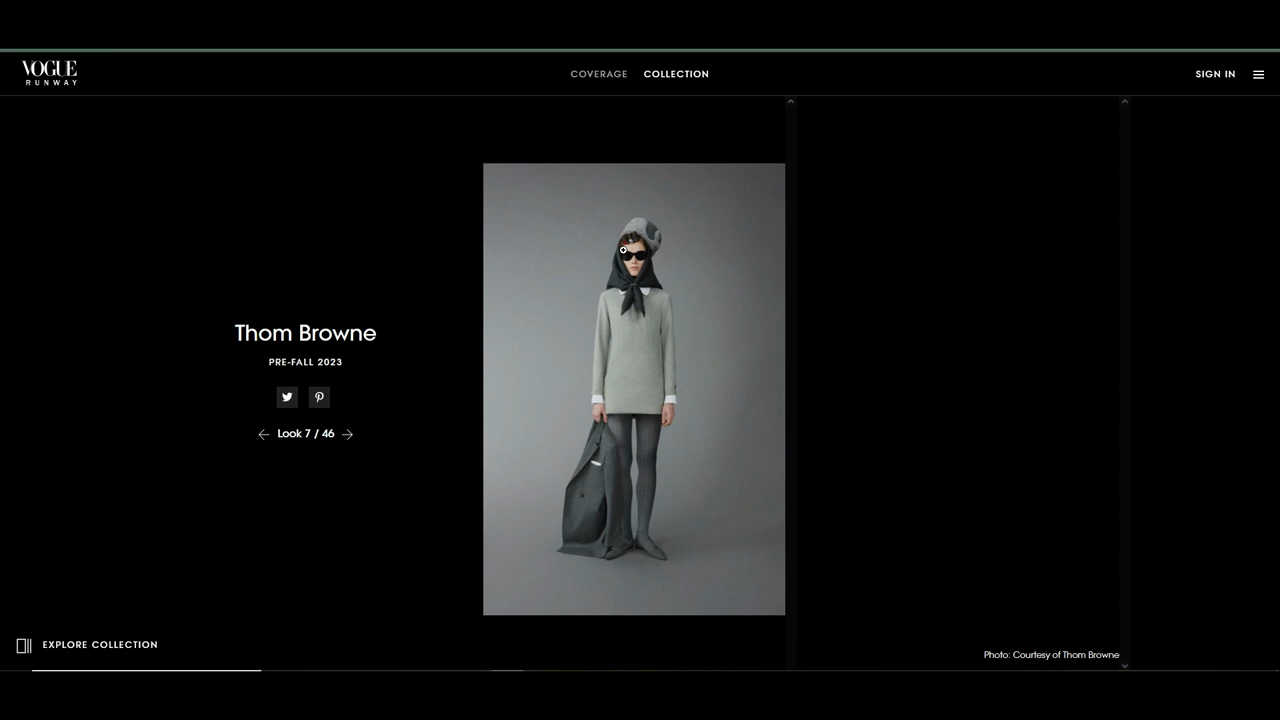 VOGUE
RUNWAY
COVERAGE
COLLECTION
SIGN IN
Thom Browne
PRE-FALL 2023
Look 7 / 46
EXPLORE COLLECTION
Photo: Courtesy of Thom Browne